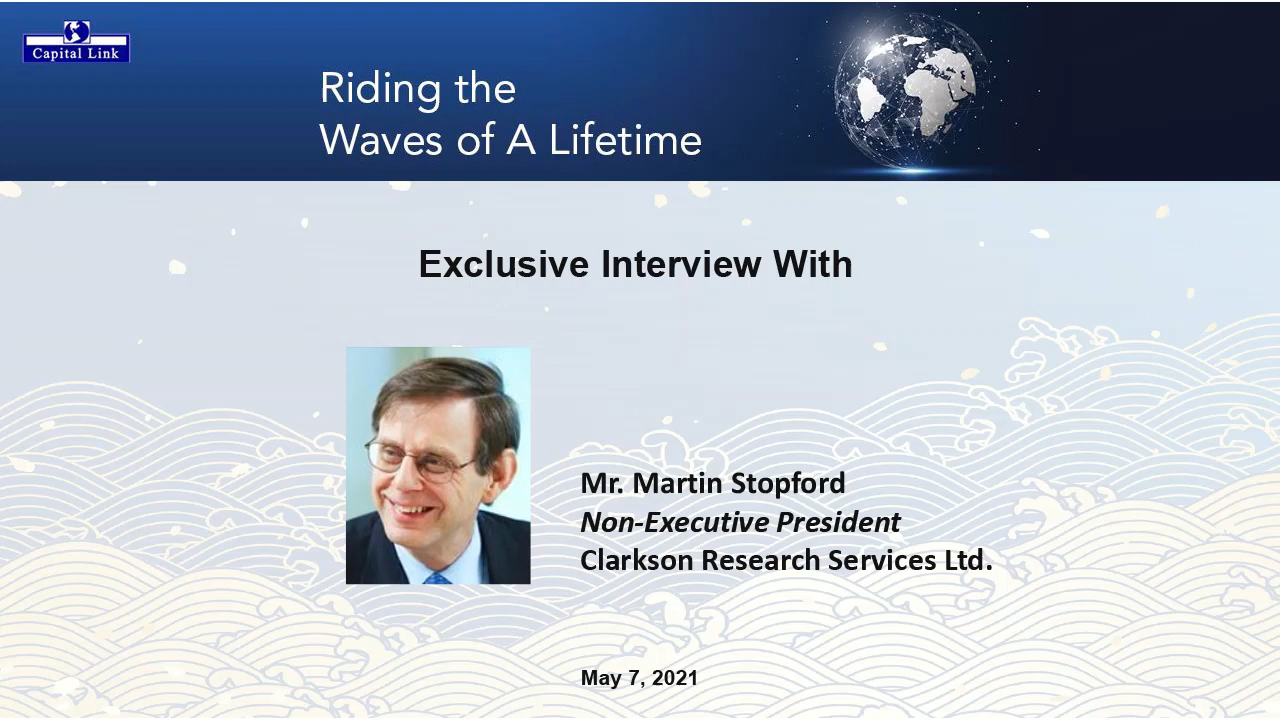 Capital Link
Riding the
Waves of A Lifetime
Exclusive Interview With
Mr. Martin Stopford
Non-Executive President
Clarkson Research Services Ltd.
May 7, 2021